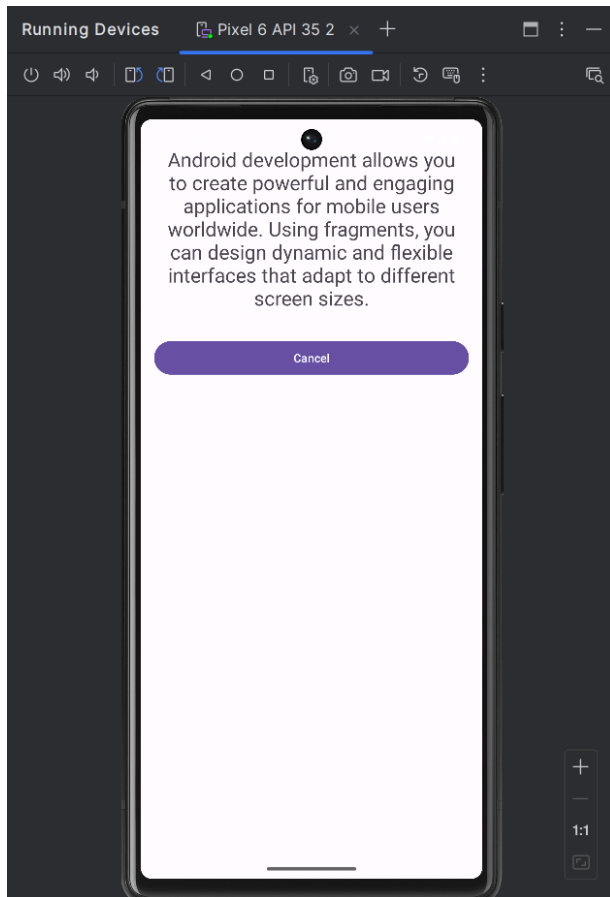 Running Devices Pixel 6 API 35 2
Android development allows you
to create powerful and engaging
applications for mobile users
worldwide. Using fragments, you
can design dynamic and flexible
interfaces that adapt to different
screen sizes.
Cancel
1:1